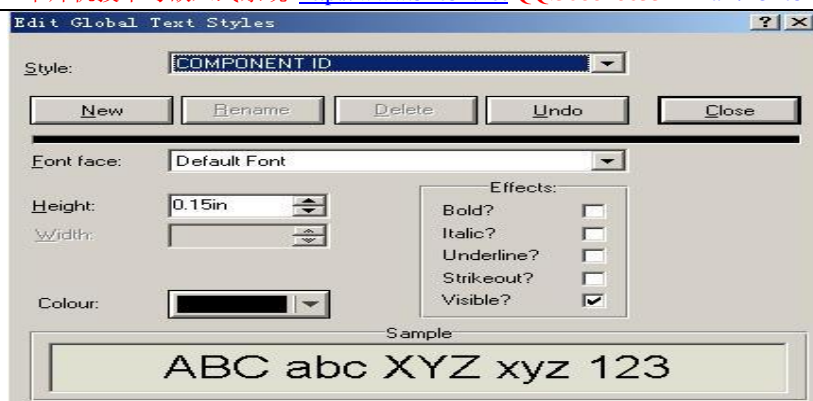 Edit Global Text Styles
Style: COMPONENT ID
New Rename Delete Undo Close
Font face: Default Font
Effects:
Height: 0.15in Bold?
Width: Italic?
Underline?
Strikeout?
Colour: Visible?
Sample
ABC abc XYZ xyz 123